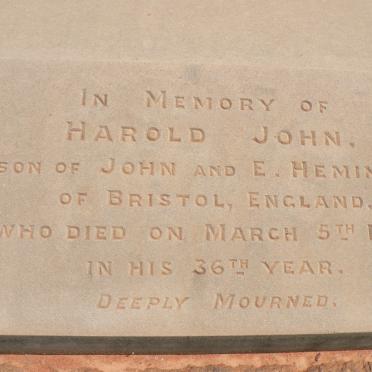 IN MEMORY OF
HAROLD JOHN,
SON OF JOHN AND E. HEMIN
OF BRISTOL, ENGLAND,
WHO DIED ON MARCH 5TH
IN HIS 36TH YEAR.
DEEPLY MOURNED.